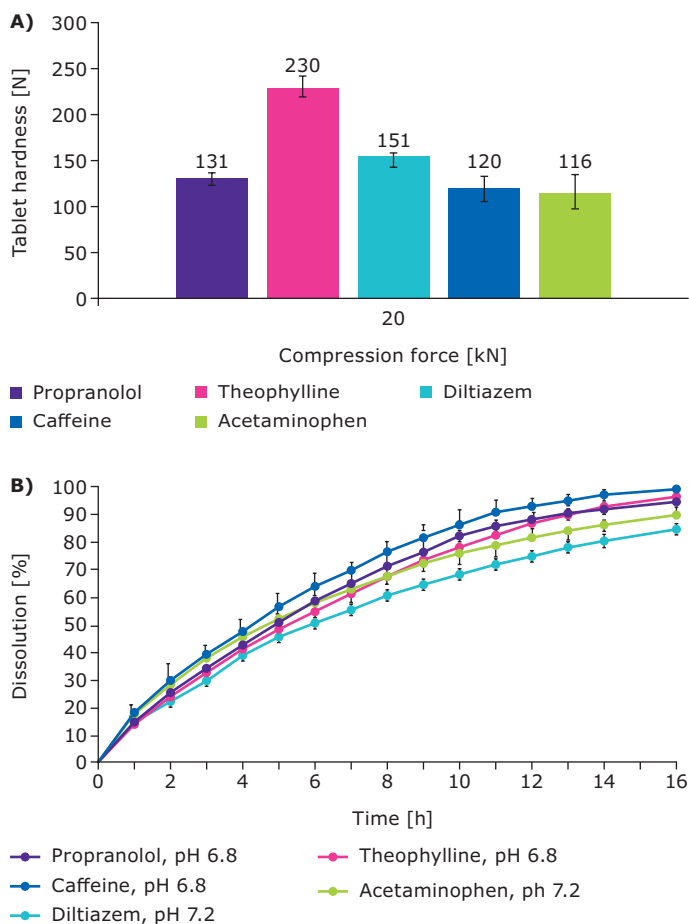 A)
Tablet hardness [N]
300
250
200
150
100
50
0
131
230
151
120
116
20
Compression force [kN]
Propranolol Theophylline Diltiazem
Caffeine Acetaminophen
B)
Dissolution [%]
100
90
80
70
60
50
40
30
20
10
0
0 2 4 6 8 10 12 14 16
Time [h]
Propranolol, pH 6.8 Theophylline, pH 6.8
Caffeine, pH 6.8 Acetaminophen, ph 7.2
Diltiazem, pH 7.2